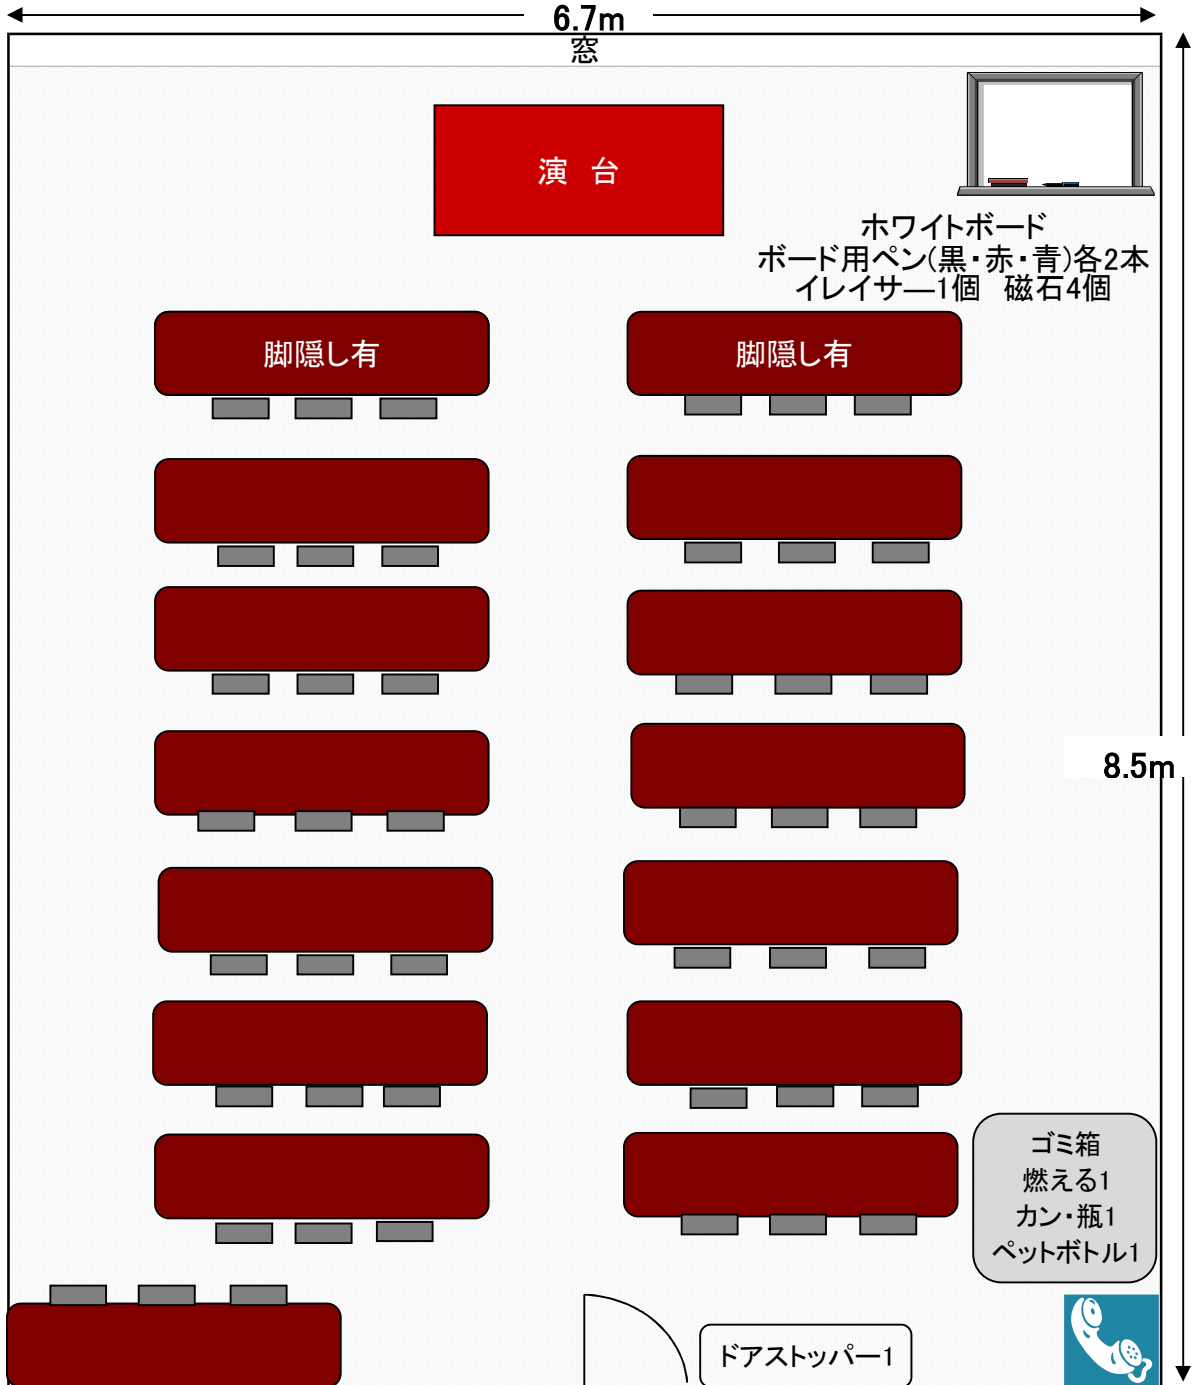 6.7m
窓
演 台
ホワイトボード
ボード用ペン(黒・赤・青)各2本
イレイサ―1個 磁石4個
脚隠し有
脚隠し有
8.5m
ゴミ箱
燃える1
カン・瓶1
ペットボトル1
ドアストッパー1